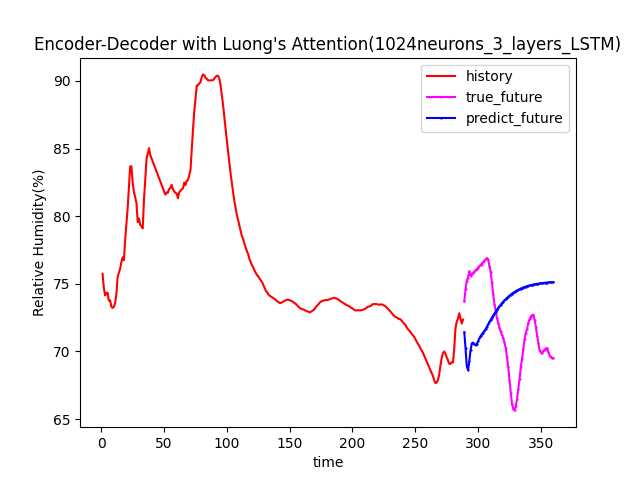 Encoder-Decoder with Luong's Attention(1024neurons_3_layers_LSTM)
history
true_future
predict_future
90
85
80
75
70
65
Relative Humidity(%)
0 50 100 150 200 250 300 350
time